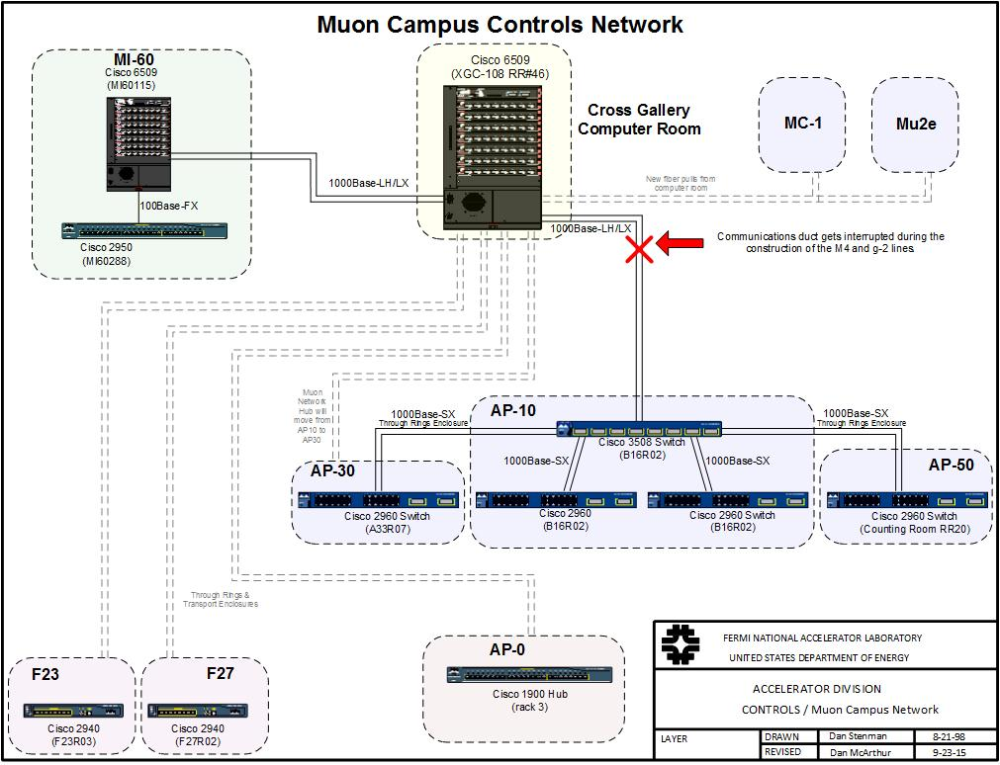 Muon Campus Controls Network
MI-60
Cisco 6509
(MI60115)
100Base-FX
Cisco 2950
(MI60288)
1000Base-LH/LX
Cisco 6509
(XGC-108 RR#46)
Cross Gallery
Computer Room
MC-1
Mu2e
New fiber pulls from
computer room
1000Base-LH/LX
Communications duct gets interrupted during the
construction of the M4 and g-2 lines.
Muon
Network
Hub will
move from
AP10 to
AP30
1000Base-SX
Through Rings Enclosure
AP-10
Cisco 3508 Switch
(B16R02)
1000Base-SX
1000Base-SX
1000Base-SX
Through Rings Enclosure
AP-30
Cisco 2960 Switch
(A33R07)
Cisco 2960
(B16R02)
Cisco 2960 Switch
(B16R02)
AP-50
Cisco 2960 Switch
(Counting Room RR20)
Through Rings &
Transport Enclosures
F23
Cisco 2940
(F23R03)
F27
Cisco 2940
(F27R02)
AP-0
Cisco 1900 Hub
(rack 3)
FERMI NATIONAL ACCELERATOR LABORATORY
UNITED STATES DEPARTMENT OF ENERGY
ACCELERATOR DIVISION
CONTROLS / Muon Campus Network
LAYER
DRAWN Dan Stenman 8-21-98
REVISED Dan McArthur 9-23-15